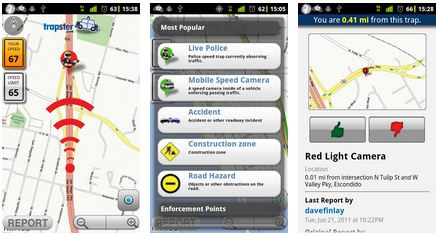 62 15:38
trapster
YOUR SPEED
67
SPEED LIMIT
65
REPORT
62 15:05
Most Popular
Live Police
Police speed trap currently observing traffic.
Mobile Speed Camera
A speed camera inside of a vehicle enforcing passing traffic.
Accident
Accident or other roadway incident
Construction zone
Construction zone
Road Hazard
Objects or other obstructions on the road.
Enforcement Points
66 15:28
You are 0.41 mi from this trap.
Red Light Camera
Location
0.01 mi from intersection N Tulip St and W
Valley Pky, Escondido
Last Report by
davefinlay
Tue, Jun 21, 2011 at 10:22PM